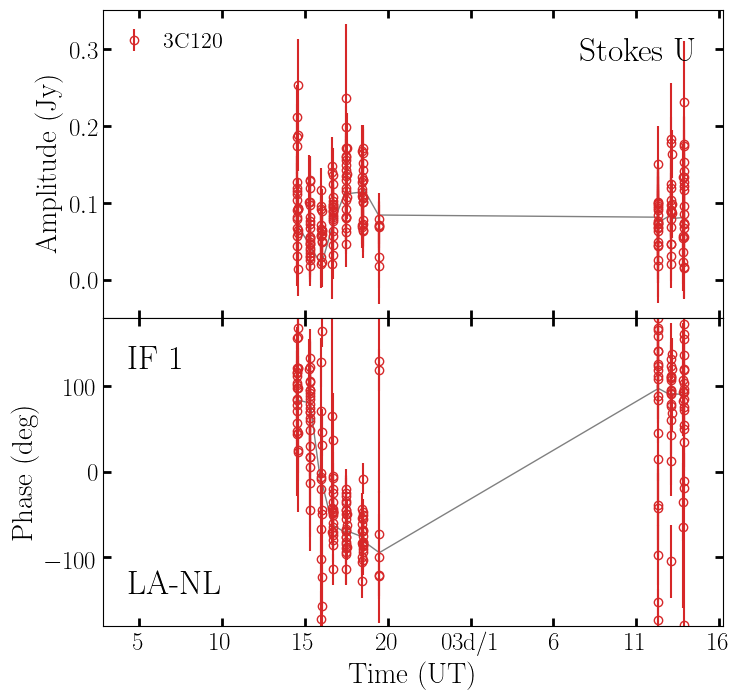 3C120
Stokes U
0.3
0.2
0.1
0.0
Amplitude (Jy)
IF 1
100
0
−100
Phase (deg)
LA-NL
5 10 15 20 03d/1 6 11 16
Time (UT)